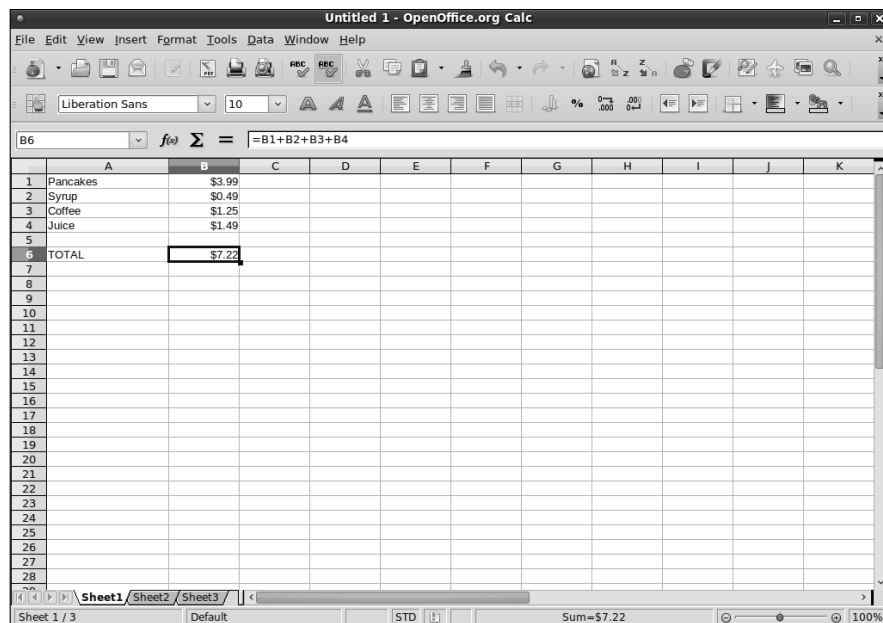 Untitled 1 - OpenOffice.org Calc
File Edit View Insert Format Tools Data Window Help
Liberation Sans 10
B6 f(x) Σ = =B1+B2+B3+B4
A B C D E F G H I J K
1 Pancakes $3.99
2 Syrup $0.49
3 Coffee $1.25
4 Juice $1.49
5
6 TOTAL $7.22
7
8
9
10
11
12
13
14
15
16
17
18
19
20
21
22
23
24
25
26
27
28
Sheet1 Sheet2 Sheet3
Sheet 1 / 3 Default STD Sum=$7.22 100%